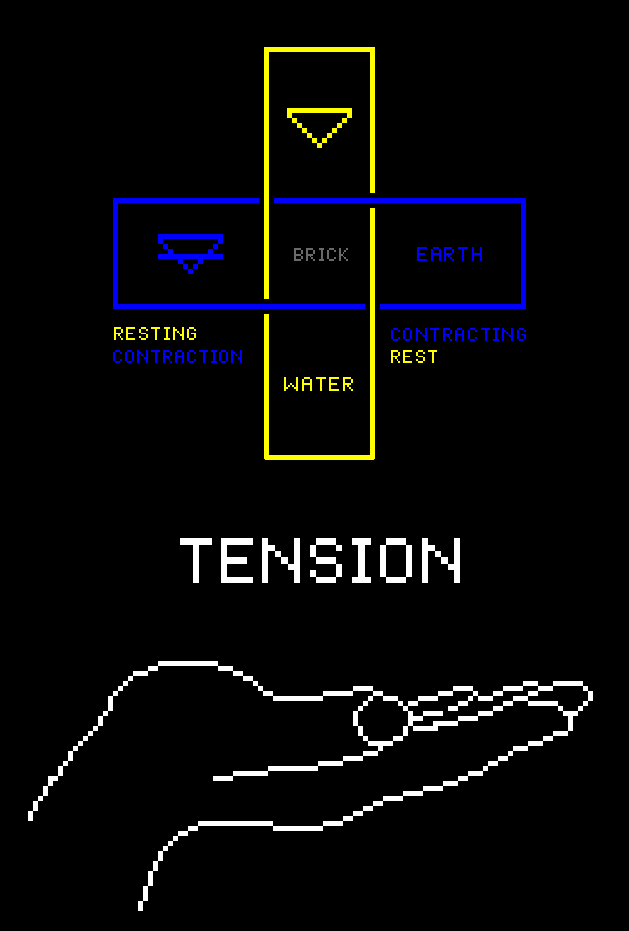 BRICK
EARTH
RESTING
CONTRACTION
CONTRACTING
REST
WATER
TENSION